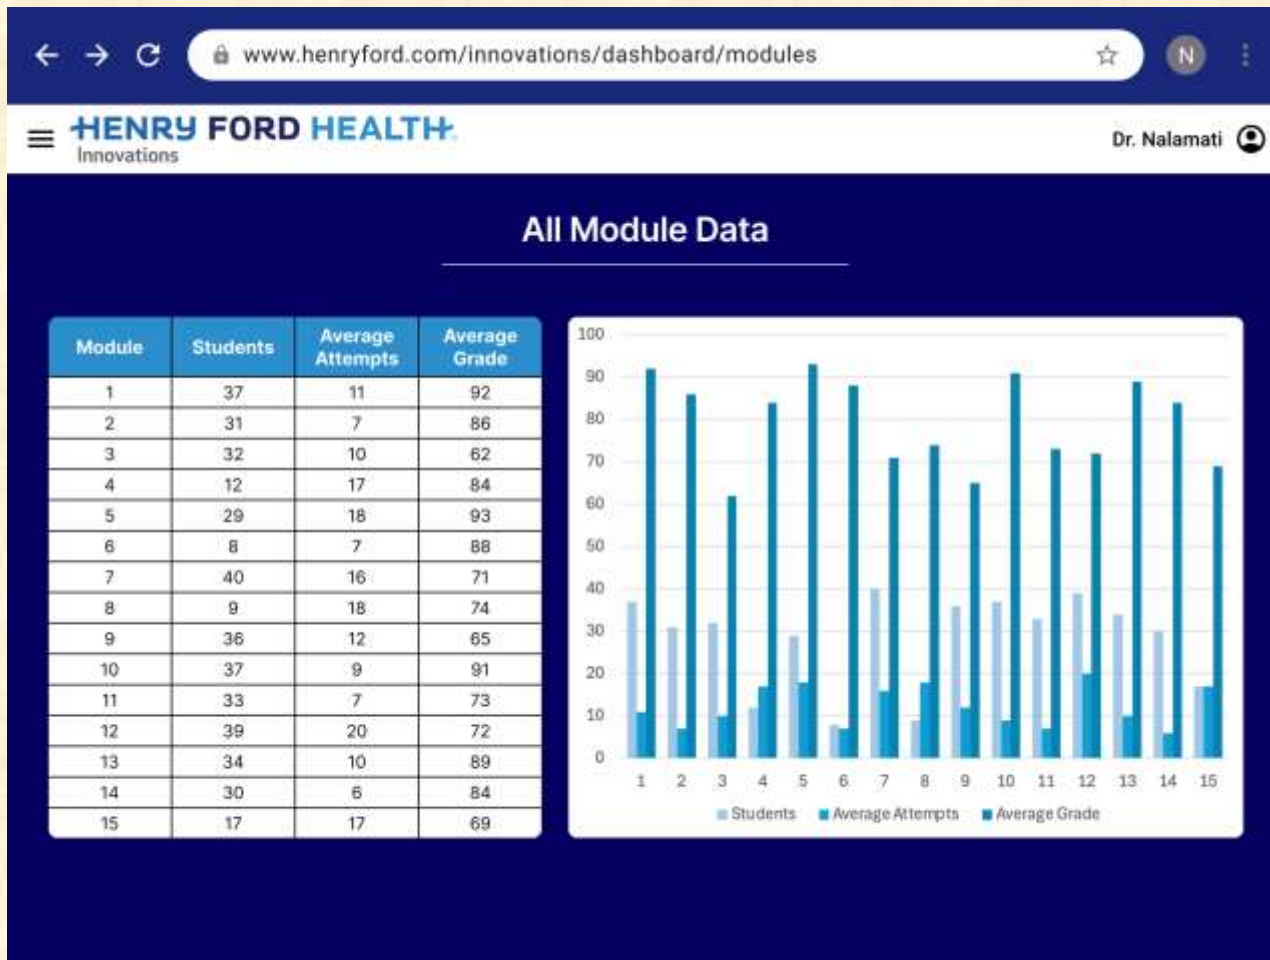 www.henryford.com/innovations/dashboard/modules
N
HENRY FORD HEALTH
Innovations
Dr. Nalamati
All Module Data
Module Students Average Attempts Average Grade
1 37 11 92
2 31 7 86
3 32 10 62
4 12 17 84
5 29 18 93
6 8 7 88
7 40 16 71
8 9 18 74
9 36 12 65
10 37 9 91
11 33 7 73
12 39 20 72
13 34 10 89
14 30 6 84
15 17 17 69
100
90
80
70
60
50
40
30
20
10
0
1 2 3 4 5 6 7 8 9 10 11 12 13 14 15
Students Average Attempts Average Grade